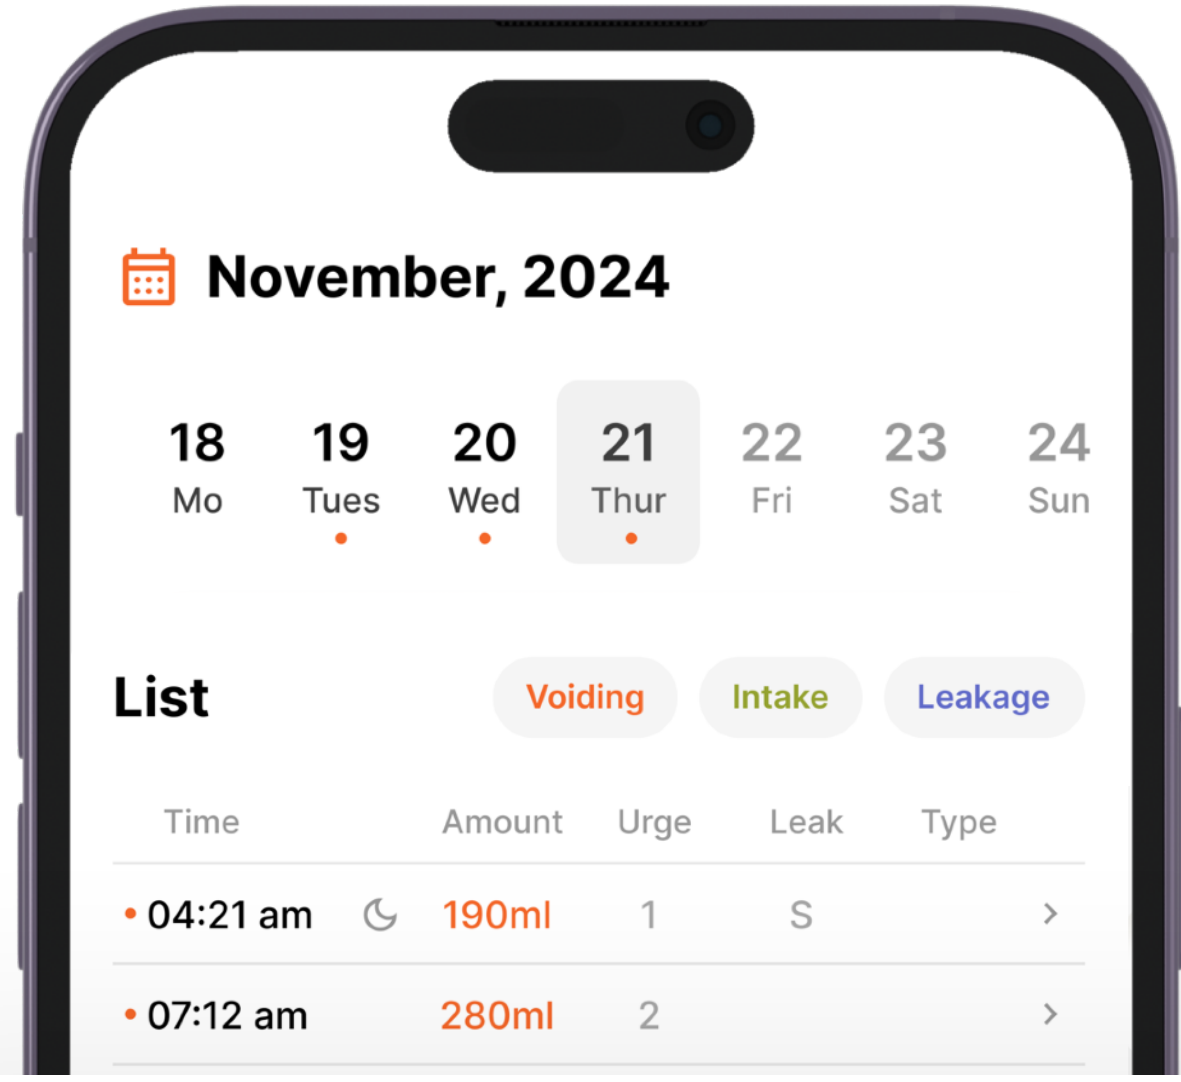 November, 2024
18 19 20 21 22 23 24
Mo Tues Wed Thur Fri Sat Sun
List Voiding Intake Leakage
Time Amount Urge Leak Type
04:21 am 190ml 1 S
07:12 am 280ml 2